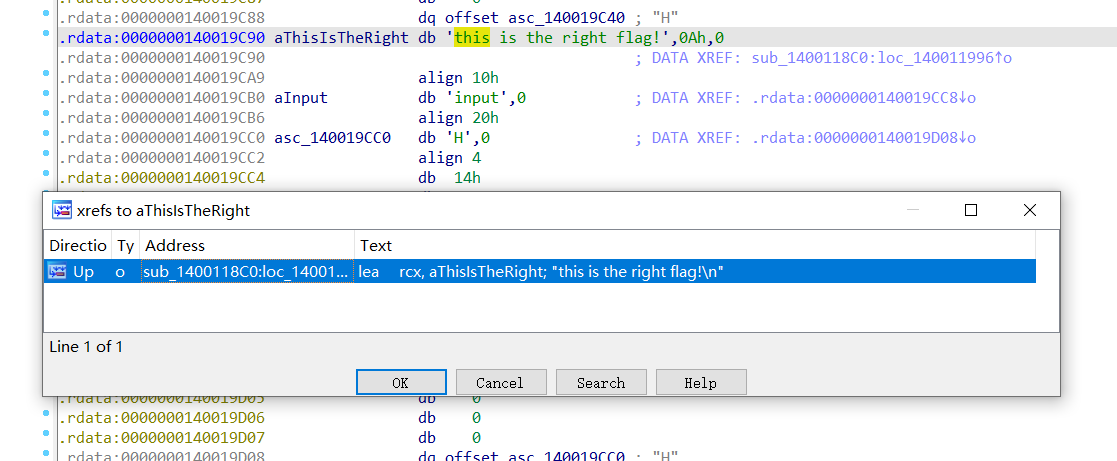 .rdata:0000000140019C88 dq offset asc_140019C40 ; "H"
.rdata:0000000140019C90 aThisIsTheRight db 'this is the right flag!',0Ah,0
.rdata:0000000140019C90 ; DATA XREF: sub_1400118C0:loc_140011996↑o
.rdata:0000000140019CA9 align 10h
.rdata:0000000140019CB0 aInput db 'input',0 ; DATA XREF: .rdata:0000000140019CC8↓o
.rdata:0000000140019CB6 align 20h
.rdata:0000000140019CC0 asc_140019CC0 db 'H',0 ; DATA XREF: .rdata:0000000140019D08↓o
.rdata:0000000140019CC2 align 4
.rdata:0000000140019CC4 db 14h
xrefs to aThisIsTheRight
Directio Ty Address Text
Up o sub_1400118C0:loc_14001... lea rcx, aThisIsTheRight; "this is the right flag!\n"
Line 1 of 1
OK Cancel Search Help
.rdata:0000000140019D05 db 0
.rdata:0000000140019D06 db 0
.rdata:0000000140019D07 db 0
.rdata:0000000140019D08 dq offset asc_140019CC0 ; "H"